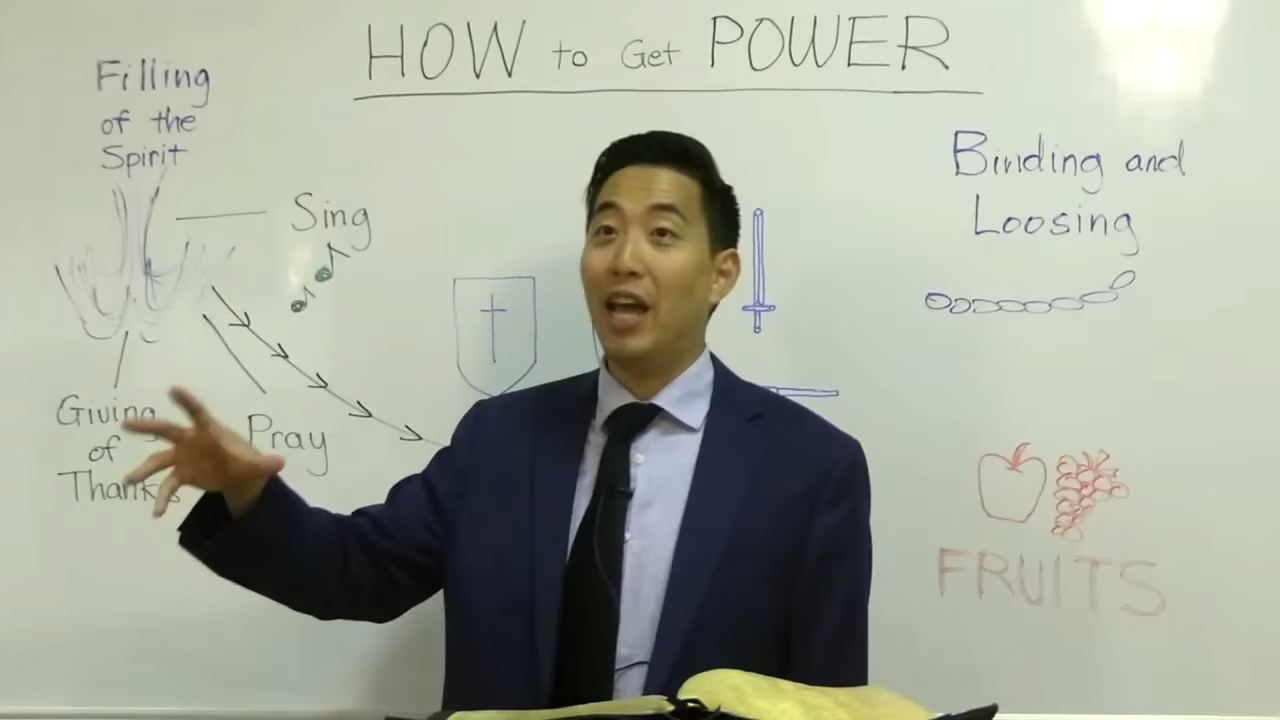 HOW to Get POWER
Filling
of the
Spirit
Sing
Giving
of
Thanks
Pray
Binding and
Loosing
FRUITS